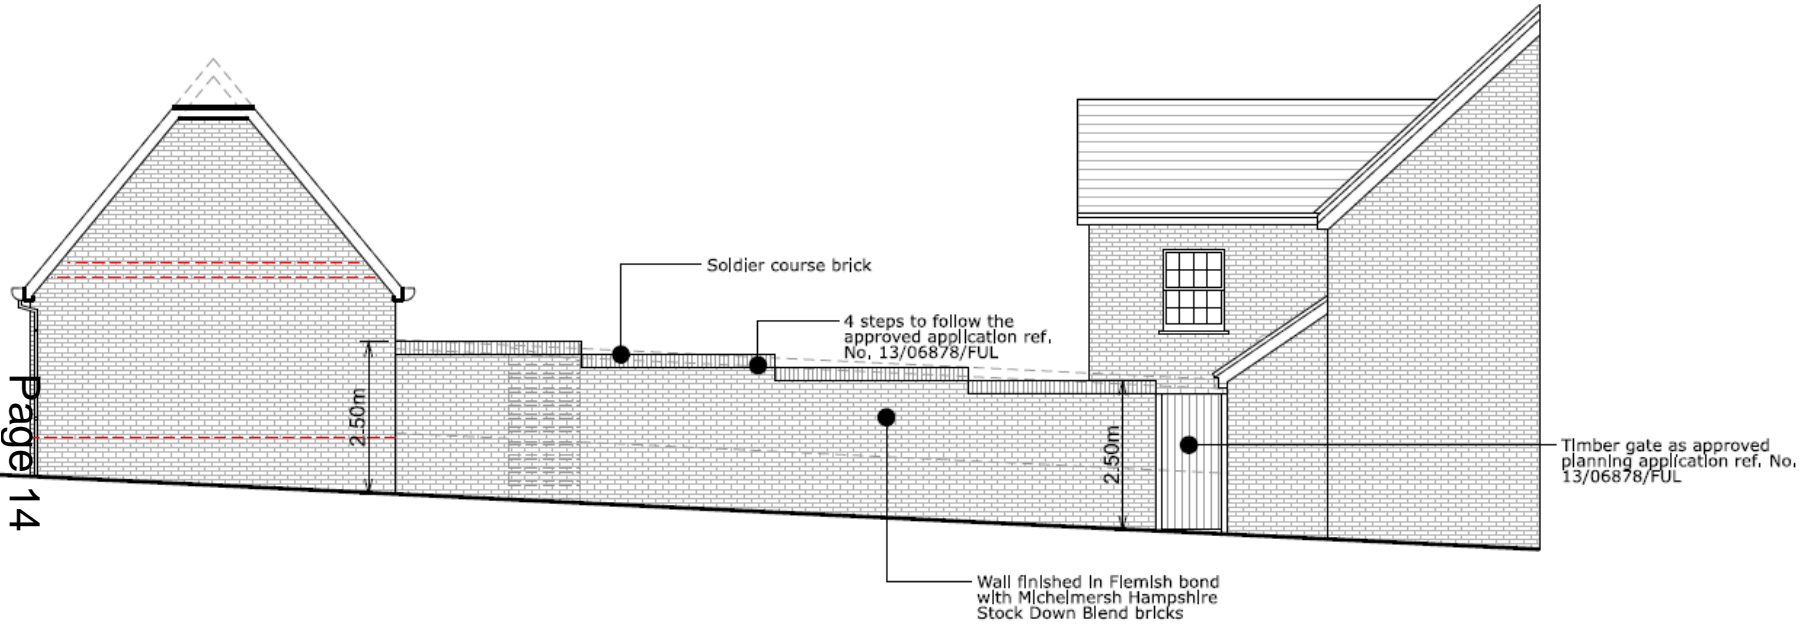 Soldier course brick
4 steps to follow the
approved application ref.
No. 13/06878/FUL
2.50m
2.50m
Timber gate as approved
planning application ref. No.
13/06878/FUL
Wall finished in Flemish bond
with Michelmersh Hampshire
Stock Down Blend bricks
Page 14